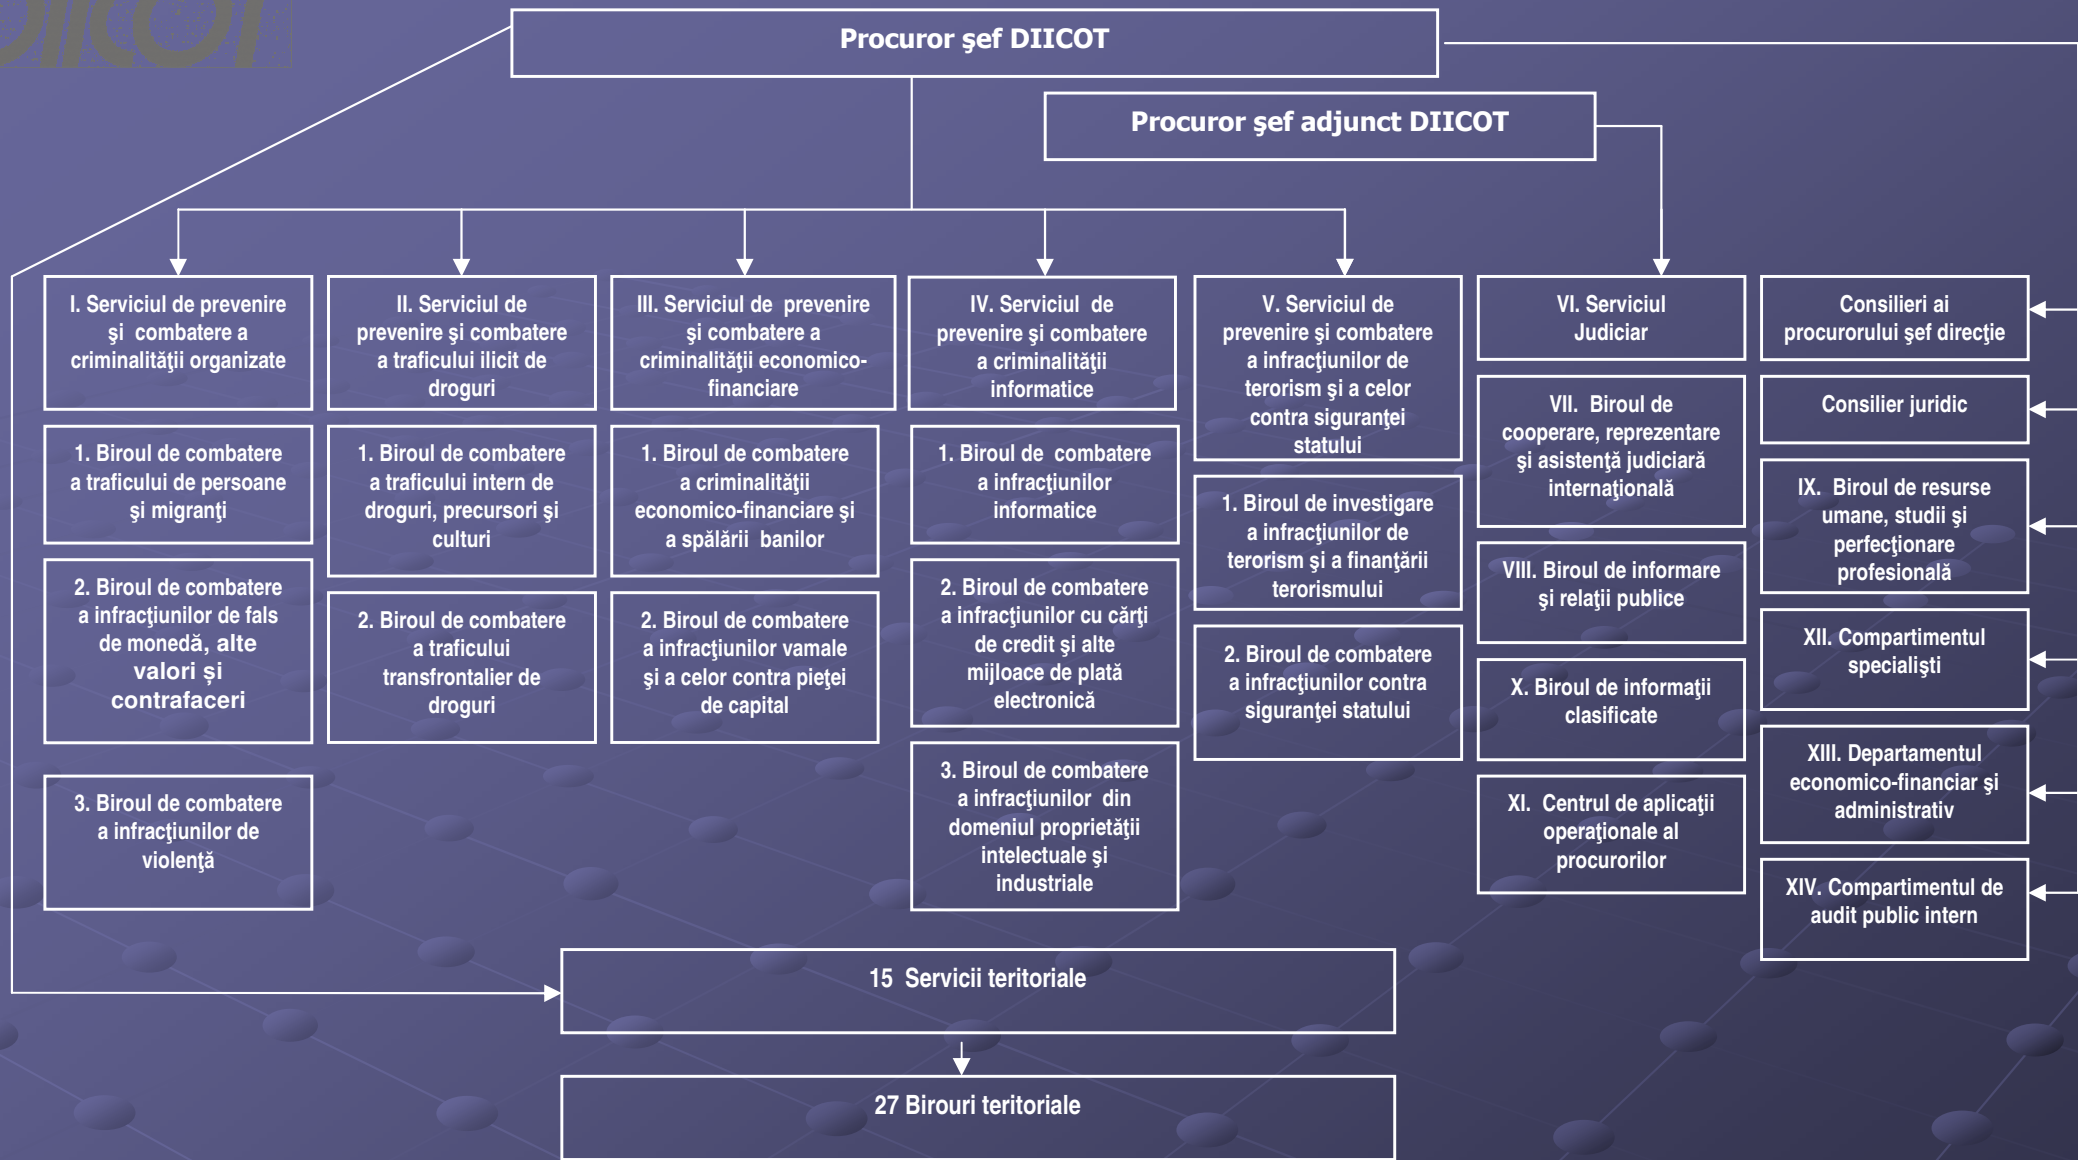 DIICOT
Procuror şef DIICOT
Procuror şef adjunct DIICOT
I. Serviciul de prevenire
şi combatere a
criminalităţii organizate
1. Biroul de combatere
a traficului de persoane
şi migranţi
2. Biroul de combatere
a infracţiunilor de fals
de monedă, alte
valori și
contrafaceri
3. Biroul de combatere
a infracţiunilor de
violenţă
II. Serviciul de
prevenire şi combatere
a traficului ilicit de
droguri
1. Biroul de combatere
a traficului intern de
droguri, precursori şi
culturi
2. Biroul de combatere
a traficului
transfrontalier de
droguri
III. Serviciul de prevenire
şi combatere a
criminalităţii economico-
financiare
1. Biroul de combatere
a criminalităţii
economico-financiare şi
a spălării banilor
2. Biroul de combatere
a infracţiunilor vamale
şi a celor contra pieţei
de capital
IV. Serviciul de
prevenire şi combatere
a criminalităţii
informatice
1. Biroul de combatere
a infracţiunilor
informatice
2. Biroul de combatere
a infracţiunilor cu cărţi
de credit şi alte
mijloace de plată
electronică
3. Biroul de combatere
a infracţiunilor din
domeniul proprietăţii
intelectuale şi
industriale
V. Serviciul de
prevenire şi combatere
a infracţiunilor de
terorism şi a celor
contra siguranţei
statului
1. Biroul de investigare
a infracţiunilor de
terorism şi a finanţării
terorismului
2. Biroul de combatere
a infracţiunilor contra
siguranţei statului
VI. Serviciul
Judiciar
VII. Biroul de
cooperare, reprezentare
şi asistenţă judiciară
internaţională
VIII. Biroul de informare
şi relaţii publice
X. Biroul de informaţii
clasificate
XI. Centrul de aplicaţii
operaţionale al
procurorilor
Consilieri ai
procurorului şef direcţie
Consilier juridic
IX. Biroul de resurse
umane, studii şi
perfecţionare
profesională
XII. Compartimentul
specialişti
XIII. Departamentul
economico-financiar şi
administrativ
XIV. Compartimentul de
audit public intern
15 Servicii teritoriale
27 Birouri teritoriale